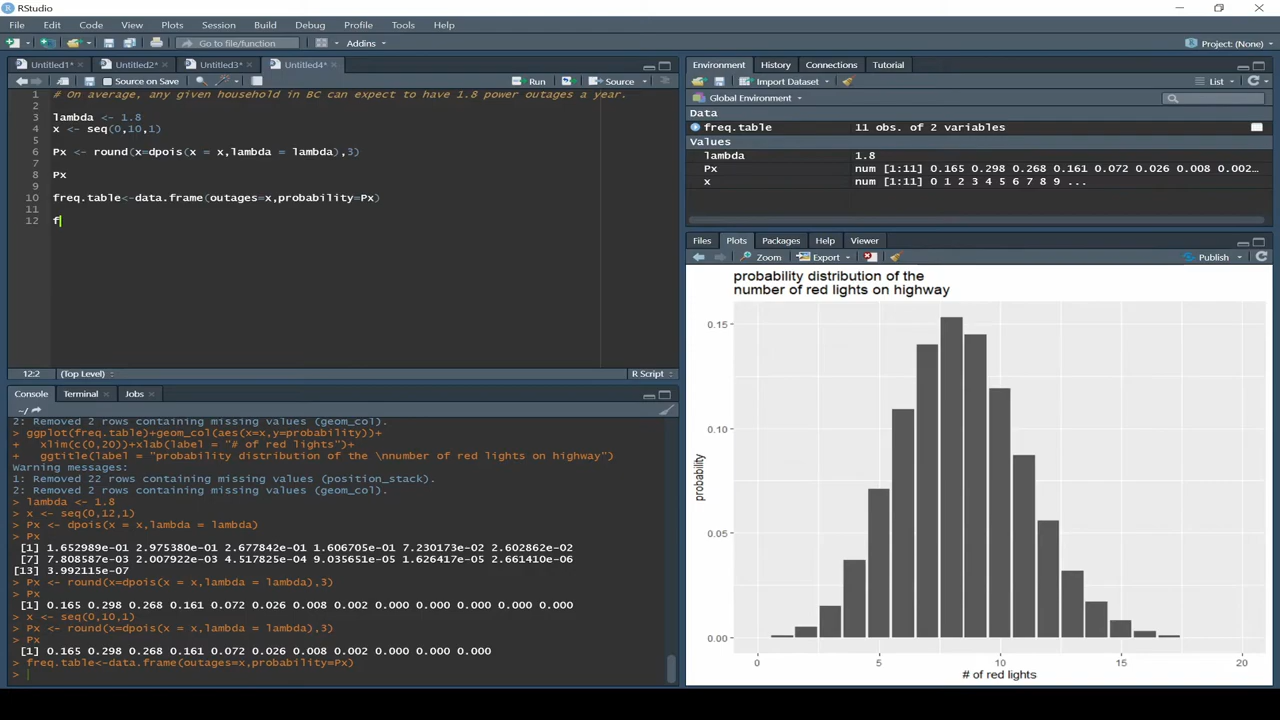 RStudio
File Edit Code View Plots Session Build Debug Profile Tools Help
Go to file/function Addins Project: (None)
Untitled1* Untitled2* Untitled3* Untitled4*
Source on Save Run Source
1 # On average, any given household in BC can expect to have 1.8 power outages a year.
2
3 lambda <- 1.8
4 x <- seq(0,10,1)
5
6 Px <- round(x=dpois(x = x,lambda = lambda),3)
7
8 Px
9
10 freq.table<-data.frame(outages=x,probability=Px)
11
12 f
12:2 (Top Level) R Script
Console Terminal Jobs
~/
2: Removed 2 rows containing missing values (geom_col).
> ggplot(freq.table)+geom_col(aes(x=x,y=probability))+
+ xlim(c(0,20))+xlab(label = "# of red lights")+
+ ggtitle(label = "probability distribution of the \nnumber of red lights on highway")
Warning messages:
1: Removed 22 rows containing missing values (position_stack).
2: Removed 2 rows containing missing values (geom_col).
> lambda <- 1.8
> x <- seq(0,12,1)
> Px <- dpois(x = x,lambda = lambda)
> Px
[1] 1.652989e-01 2.975380e-01 2.677842e-01 1.606705e-01 7.230173e-02 2.602862e-02
[7] 7.808587e-03 2.007922e-03 4.517825e-04 9.035651e-05 1.626417e-05 2.661410e-06
[13] 3.992115e-07
> Px <- round(x=dpois(x = x,lambda = lambda),3)
> Px
[1] 0.165 0.298 0.268 0.161 0.072 0.026 0.008 0.002 0.000 0.000 0.000 0.000 0.000
> x <- seq(0,10,1)
> Px <- round(x=dpois(x = x,lambda = lambda),3)
> Px
[1] 0.165 0.298 0.268 0.161 0.072 0.026 0.008 0.002 0.000 0.000 0.000
> freq.table<-data.frame(outages=x,probability=Px)
>
Environment History Connections Tutorial
Import Dataset List
Global Environment
Data
freq.table 11 obs. of 2 variables
Values
lambda 1.8
Px num [1:11] 0.165 0.298 0.268 0.161 0.072 0.026 0.008 0.002…
x num [1:11] 0 1 2 3 4 5 6 7 8 9 ...
Files Plots Packages Help Viewer
Zoom Export Publish
probability distribution of the
number of red lights on highway
0.15
0.10
0.05
0.00
probability
0 5 10 15 20
# of red lights